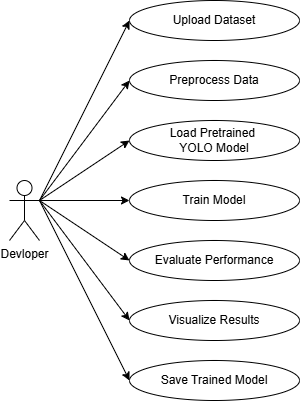 Upload Dataset
Preprocess Data
Load Pretrained
YOLO Model
Train Model
Devloper
Evaluate Performance
Visualize Results
Save Trained Model